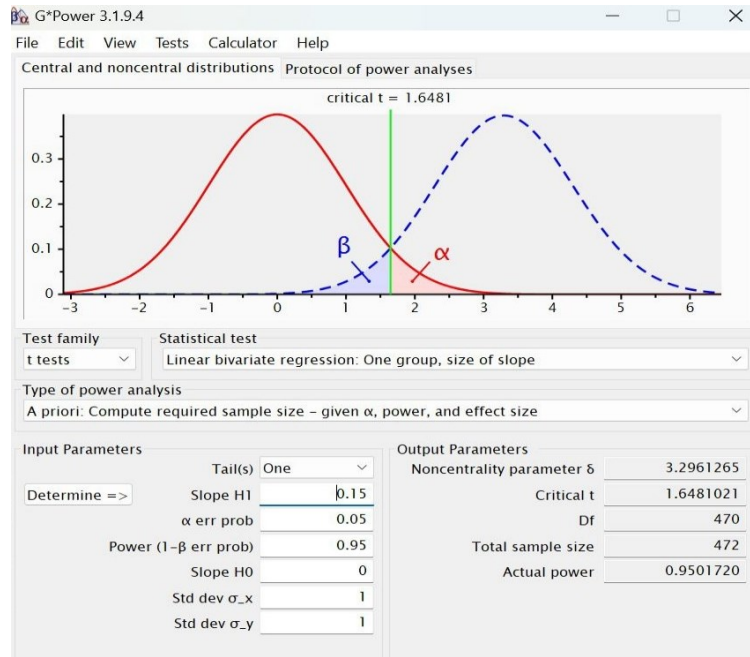 G*Power 3.1.9.4
File Edit View Tests Calculator Help
Central and noncentral distributions Protocol of power analyses
critical t = 1.6481
0.3
0.2
0.1
0
β
α
-3 -2 -1 0 1 2 3 4 5 6
Test family Statistical test
t tests Linear bivariate regression: One group, size of slope
Type of power analysis
A priori: Compute required sample size – given α, power, and effect size
Input Parameters Output Parameters
Tail(s) One Noncentrality parameter δ 3.2961265
Determine => Slope H1 0.15 Critical t 1.6481021
α err prob 0.05 Df 470
Power (1-β err prob) 0.95 Total sample size 472
Slope H0 0 Actual power 0.9501720
Std dev σ_x 1
Std dev σ_y 1